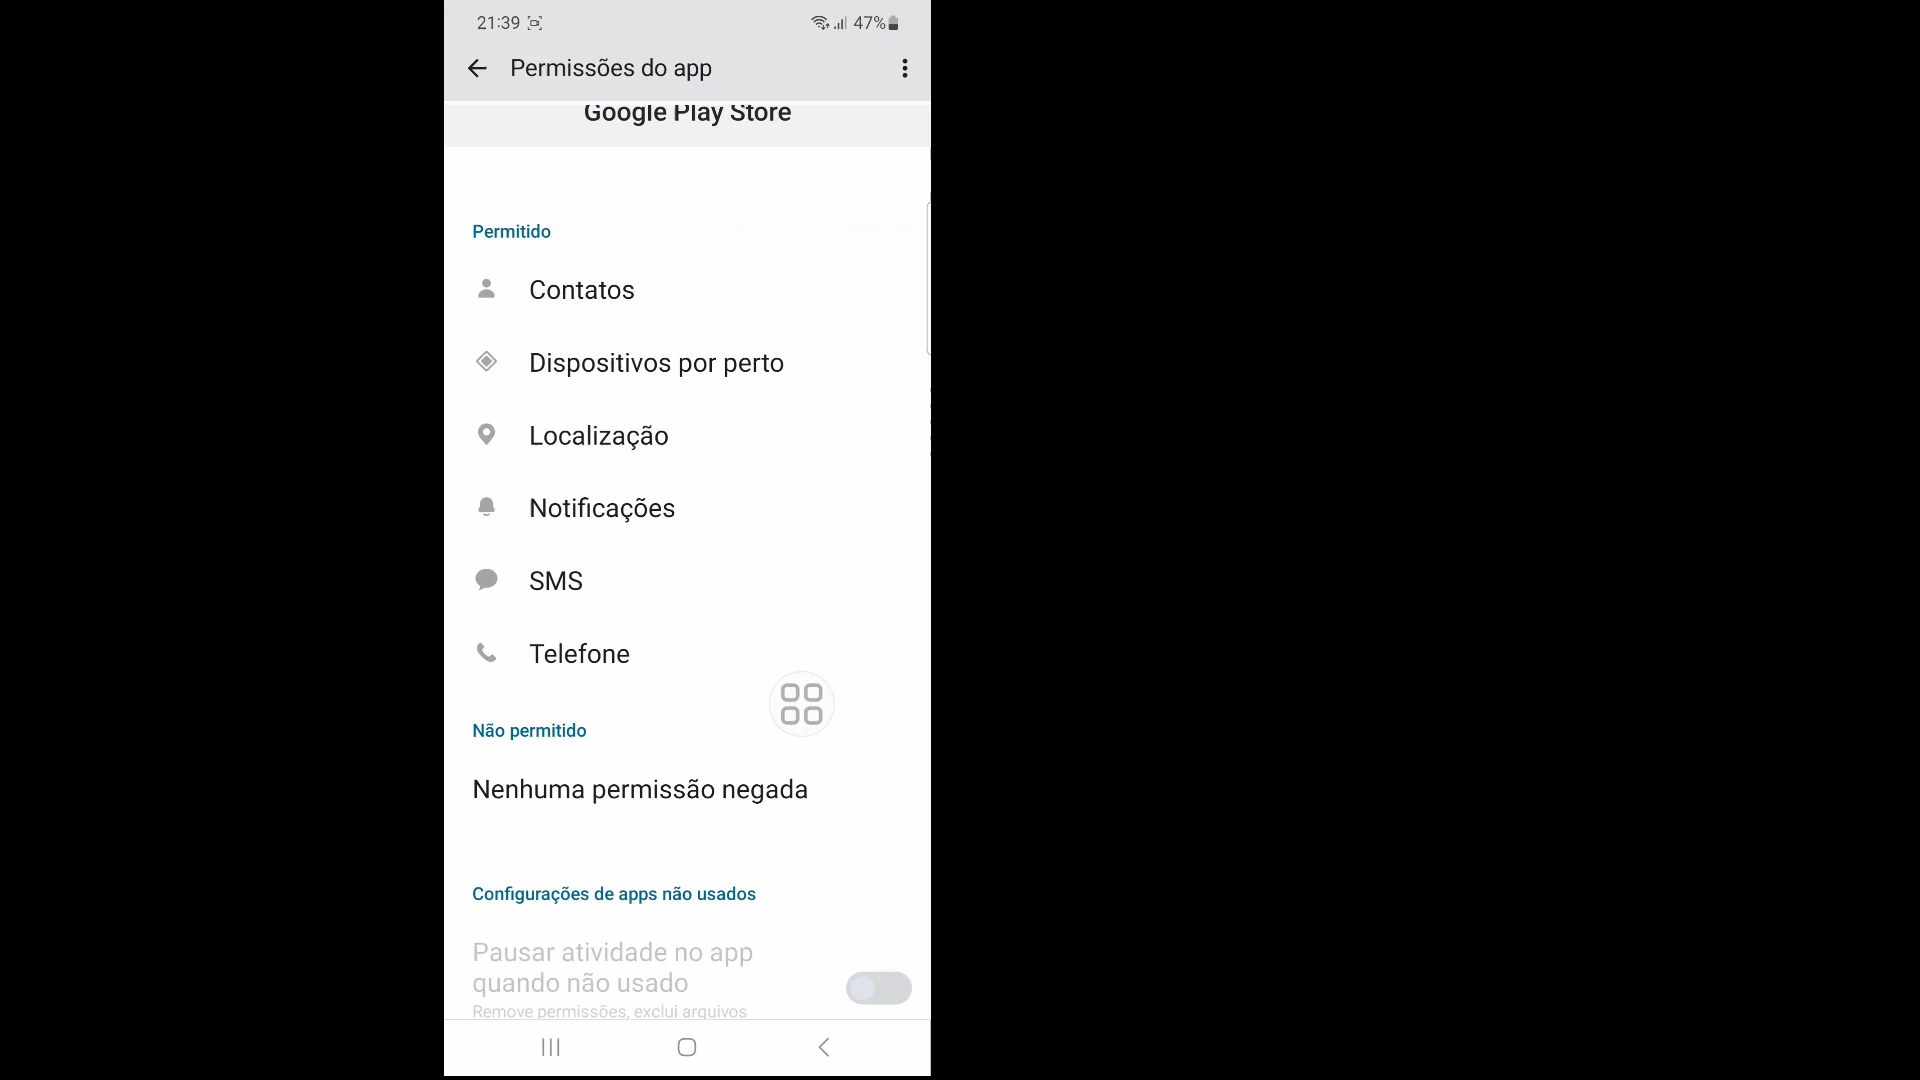 21:39 47%
Permissões do app
Google Play Store
Permitido
Contatos
Dispositivos por perto
Localização
Notificações
SMS
Telefone
Não permitido
Nenhuma permissão negada
Configurações de apps não usados
Pausar atividade no app
quando não usado
Remove permissões, exclui arquivos